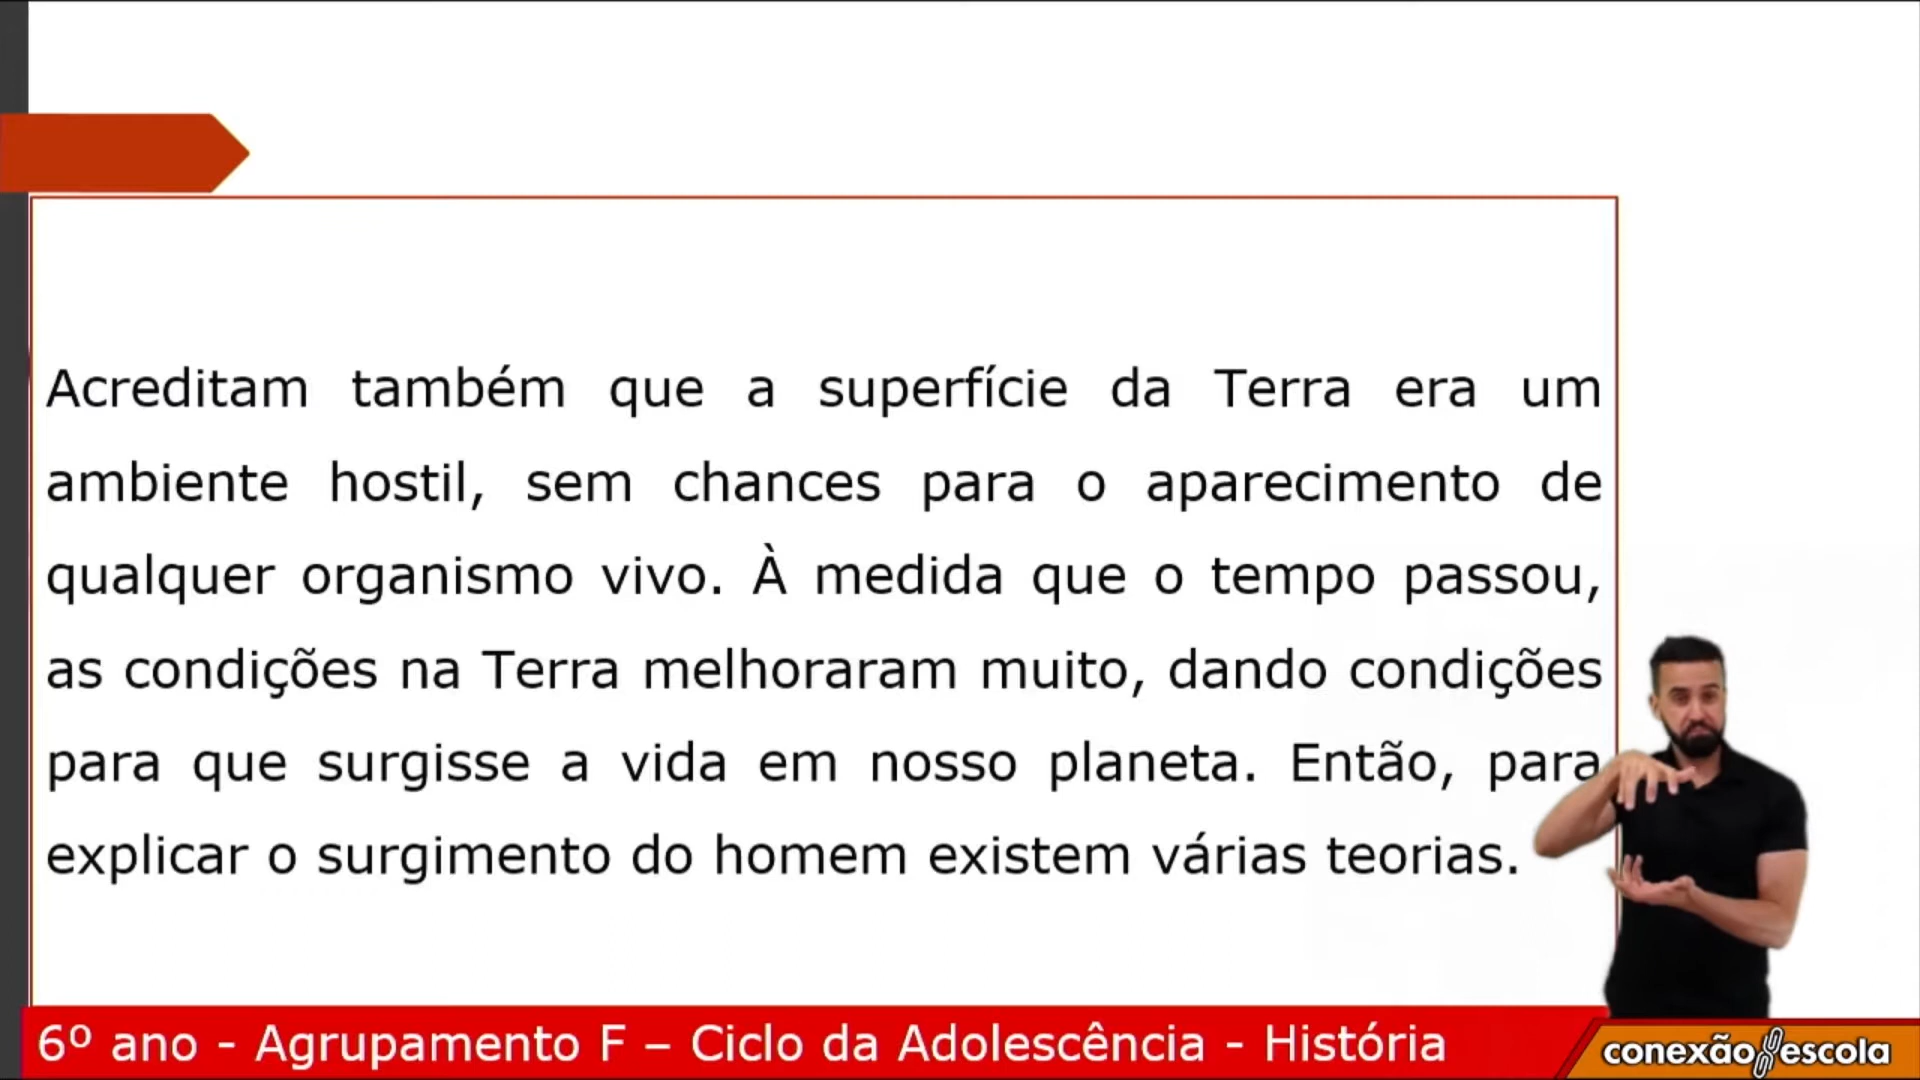 Acreditam também que a superfície da Terra era um
ambiente hostil, sem chances para o aparecimento de
qualquer organismo vivo. À medida que o tempo passou,
as condições na Terra melhoraram muito, dando condições
para que surgisse a vida em nosso planeta. Então, para
explicar o surgimento do homem existem várias teorias.
6º ano - Agrupamento F – Ciclo da Adolescência - História
conexão escola